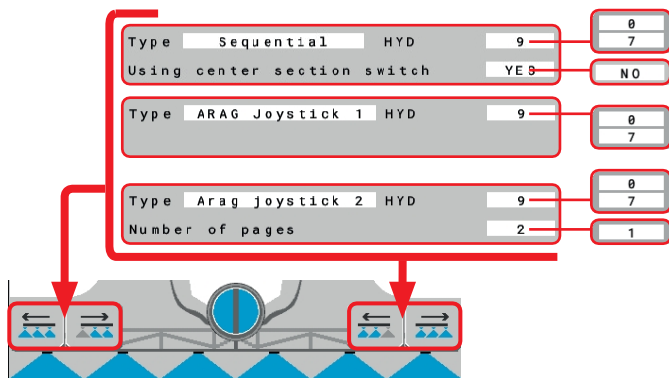 0
Type Sequential HYD 9 7
Using center section switch YES NO
Type ARAG Joystick 1 HYD 9 0
7
Type Arag joystick 2 HYD 9 0
7
Number of pages 2 1